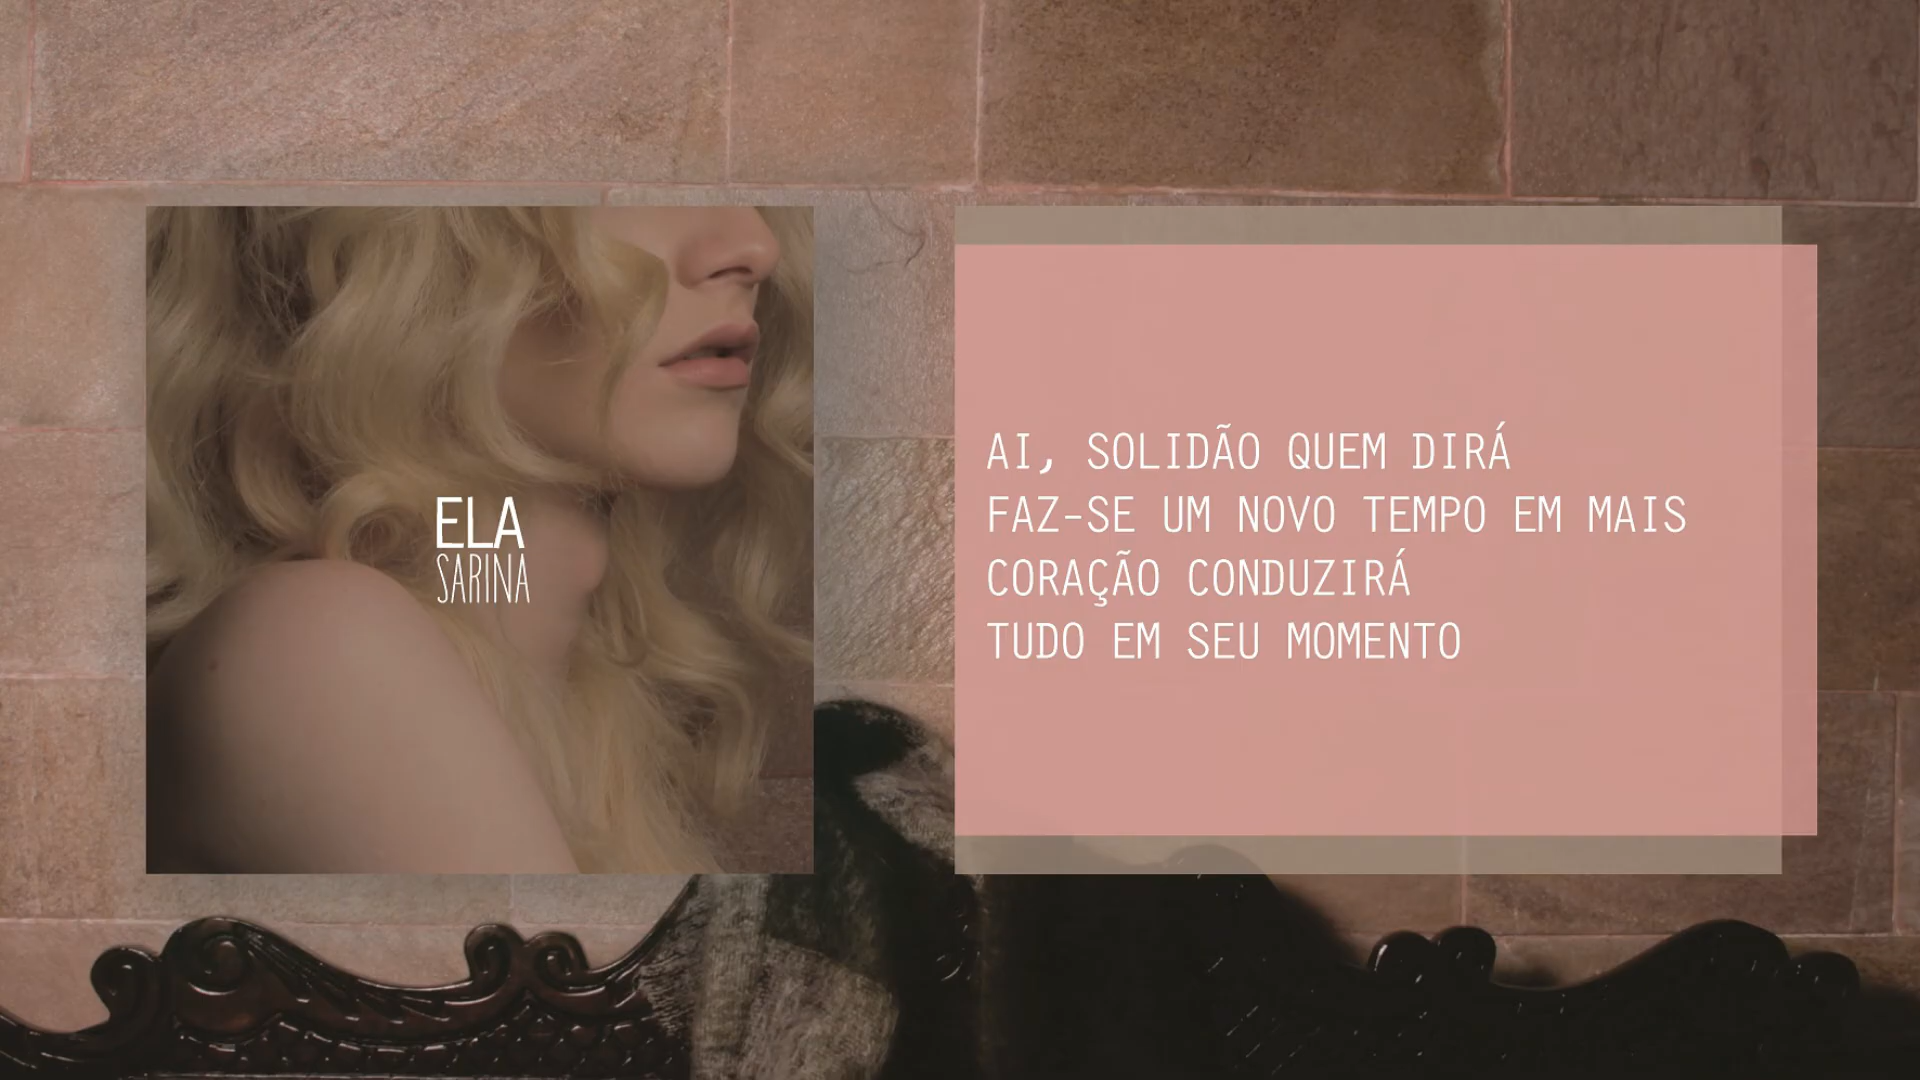 ELA
SARINA
AI, SOLIDÃO QUEM DIRÁ
FAZ-SE UM NOVO TEMPO EM MAIS
CORAÇÃO CONDUZIRÁ
TUDO EM SEU MOMENTO